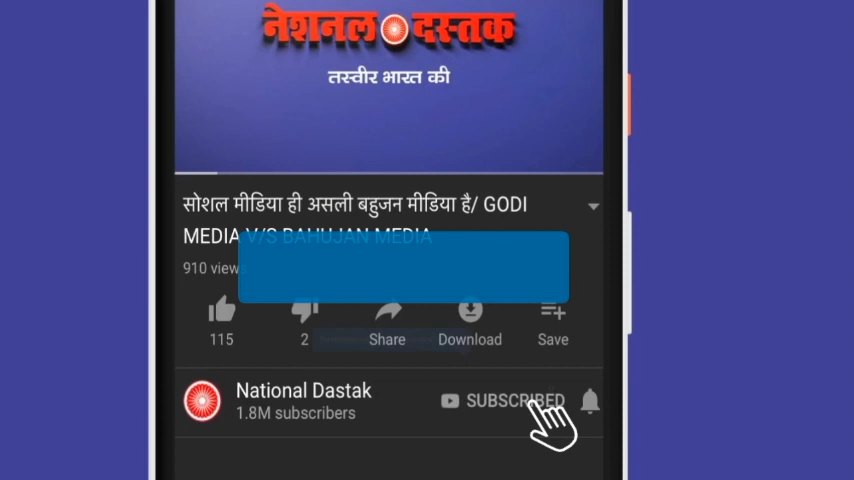 नेशनल दस्तक
तस्वीर भारत की
सोशल मीडिया ही असली बहुजन मीडिया है/ GODI
MEDIA V/S BAHUJAN MEDIA
910 views
115
2
Share
Download
Save
National Dastak
SUBSCRIBED
1.8M subscribers